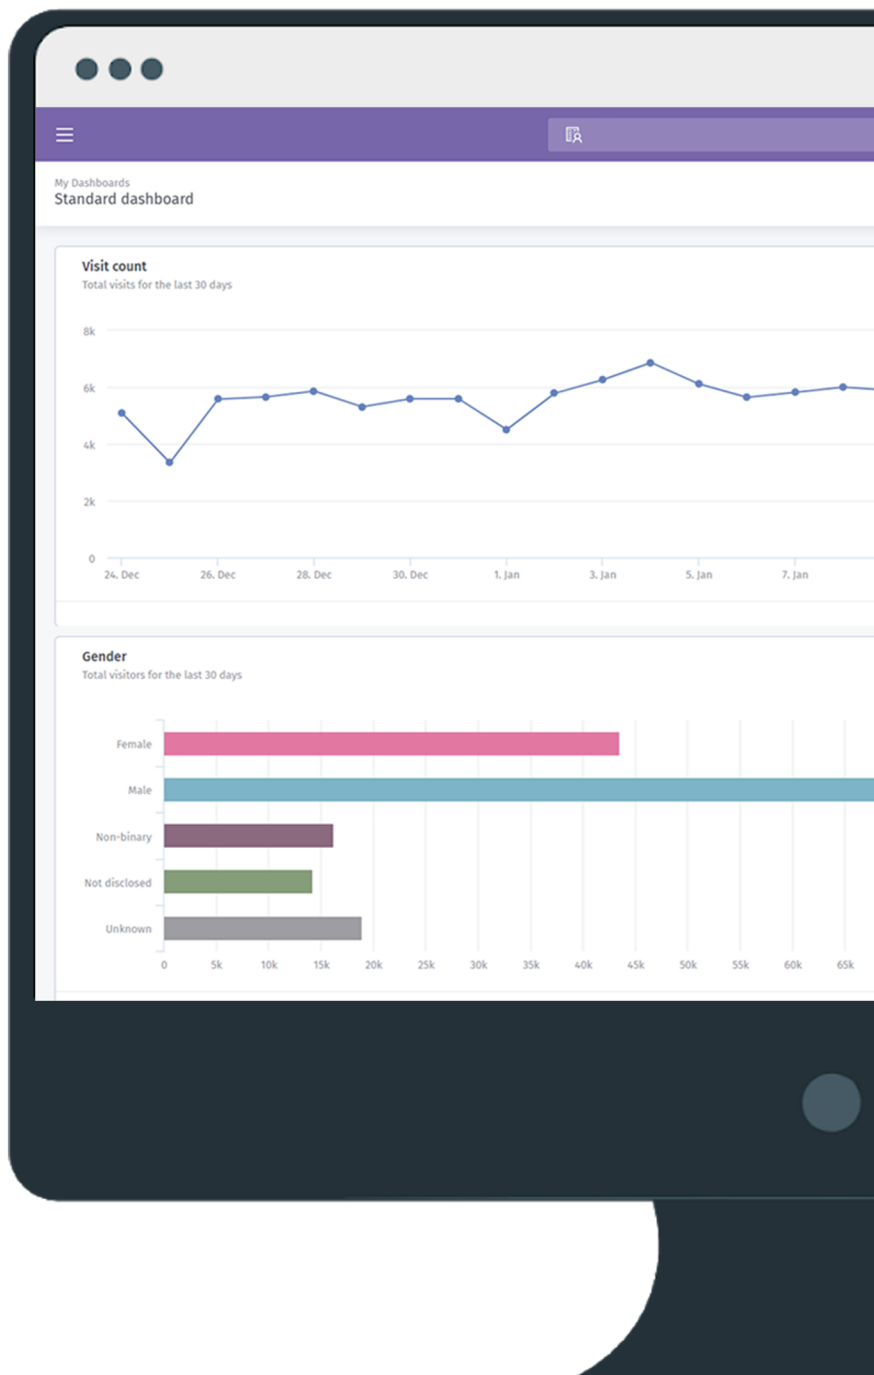 My Dashboards
Standard dashboard
Visit count
Total visits for the last 30 days
8k
6k
4k
2k
0
24. Dec 26. Dec 28. Dec 30. Dec 1. Jan 3. Jan 5. Jan 7. Jan
Gender
Total visitors for the last 30 days
Female
Male
Non-binary
Not disclosed
Unknown
0 5k 10k 15k 20k 25k 30k 35k 40k 45k 50k 55k 60k 65k